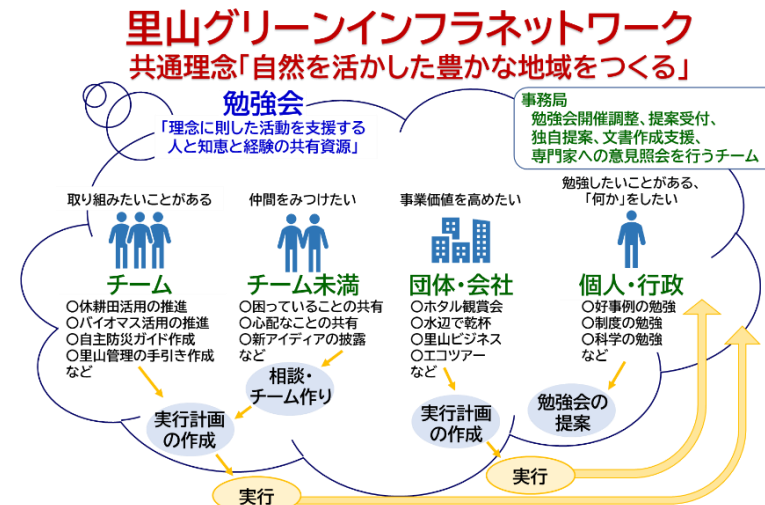 里山グリーンインフラネットワーク
共通理念「自然を活かした豊かな地域をつくる」
勉強会
「理念に則した活動を支援する
人と知恵と経験の共有資源」
事務局
勉強会開催調整、提案受付、
独自提案、文書作成支援、
専門家への意見照会を行うチーム
取り組みたいことがある
チーム
〇休耕田活用の推進
〇バイオマス活用の推進
〇自主防災ガイド作成
〇里山管理の手引き作成
など
仲間をみつけたい
チーム未満
〇困っていることの共有
〇心配なことの共有
〇新アイディアの披露
など
事業価値を高めたい
団体・会社
〇ホタル観賞会
〇水辺で乾杯
〇里山ビジネス
〇エコツアー
など
勉強したいことがある、
「何か」をしたい
個人・行政
〇好事例の勉強
〇制度の勉強
〇科学の勉強
など
相談・
チーム作り
実行計画
の作成
実行
実行計画
の作成
実行
勉強会の
提案